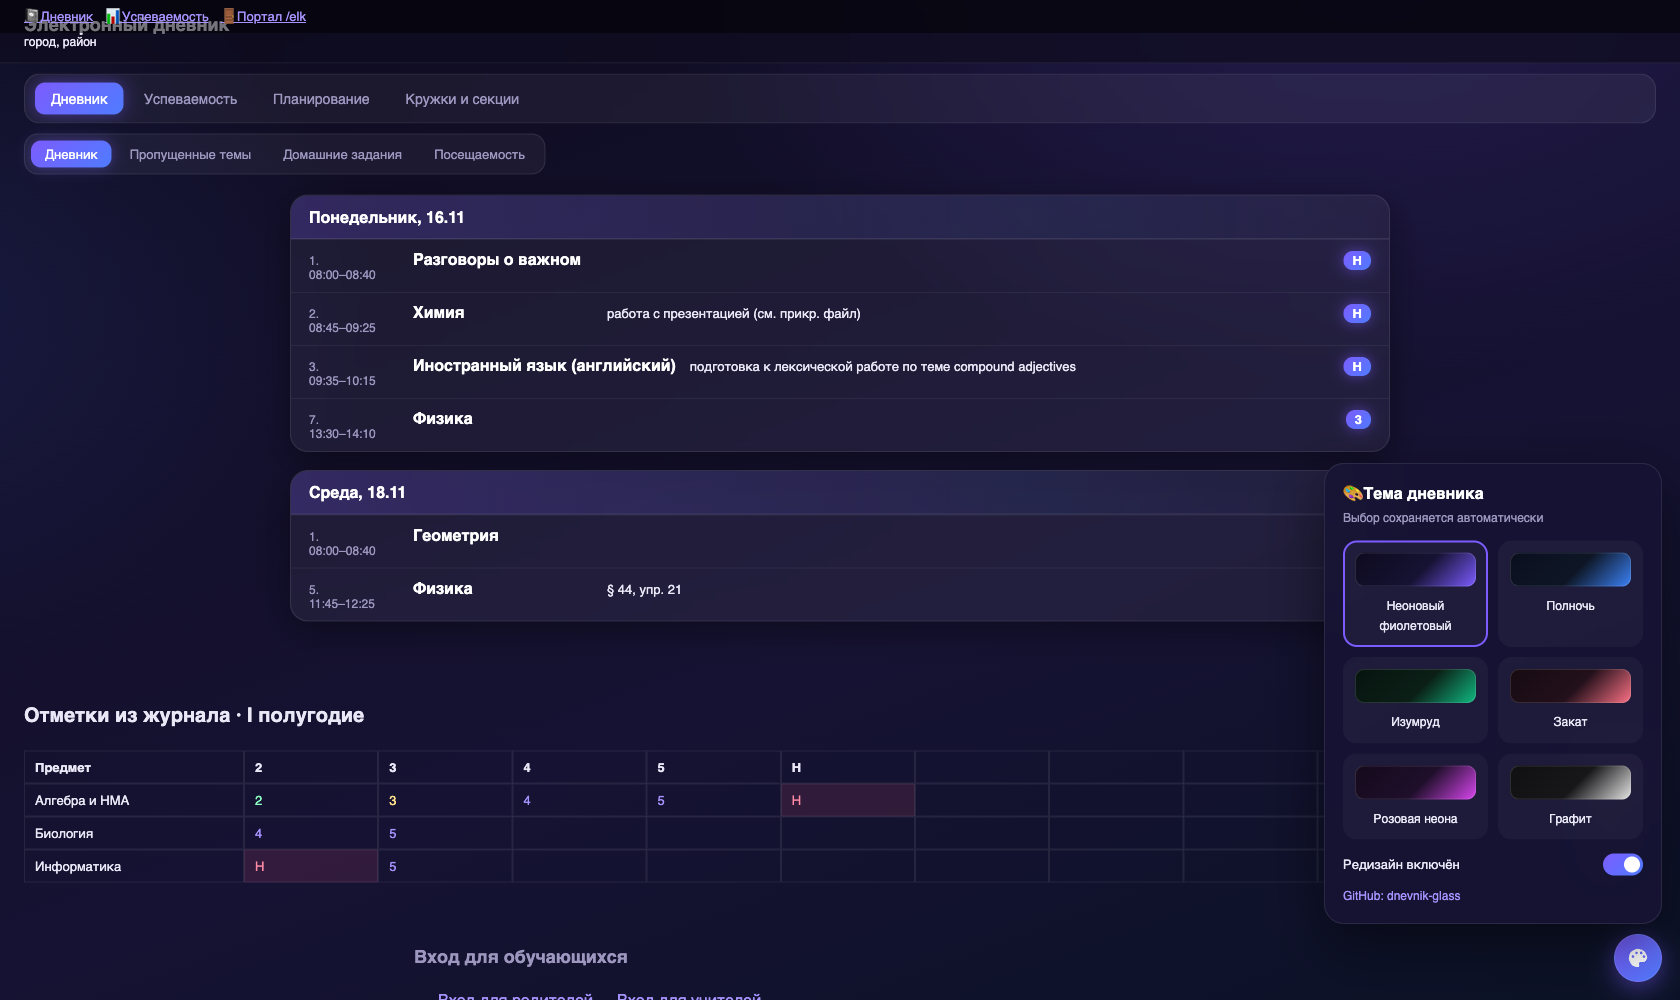 Дневник Успеваемость Портал /elk
Электронный дневник
город, район
Дневник Успеваемость Планирование Кружки и секции
Дневник Пропущенные темы Домашние задания Посещаемость
Понедельник, 16.11
1.
08:00–08:40
Разговоры о важном
Н
2.
08:45–09:25
Химия
работа с презентацией (см. прикр. файл)
Н
3.
09:35–10:15
Иностранный язык (английский)
подготовка к лексической работе по теме compound adjectives
Н
7.
13:30–14:10
Физика
3
Среда, 18.11
1.
08:00–08:40
Геометрия
5.
11:45–12:25
Физика
§ 44, упр. 21
Отметки из журнала · I полугодие
Предмет 2 3 4 5 Н
Алгебра и НМА 2 3 4 5 Н
Биология 4 5
Информатика Н 5
Вход для обучающихся
Вход для родителей Вход для учителей
Тема дневника
Выбор сохраняется автоматически
Неоновый
фиолетовый
Полночь
Изумруд
Закат
Розовая неона
Графит
Редизайн включён
GitHub: dnevnik-glass